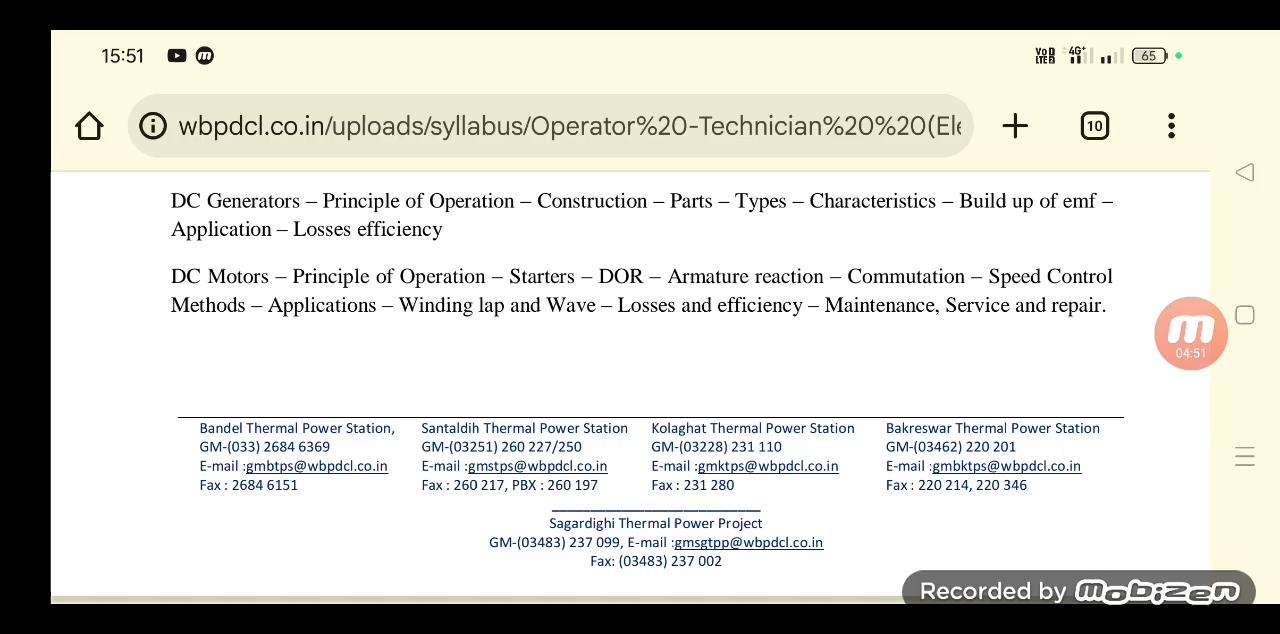 15:51
Vo D
LTE 2
4G+
65
wbpdcl.co.in/uploads/syllabus/Operator%20-Technician%20%20(Ele
10
DC Generators – Principle of Operation – Construction – Parts – Types – Characteristics – Build up of emf –
Application – Losses efficiency
DC Motors – Principle of Operation – Starters – DOR – Armature reaction – Commutation – Speed Control
Methods – Applications – Winding lap and Wave – Losses and efficiency – Maintenance, Service and repair.
04:51
Bandel Thermal Power Station,
GM-(033) 2684 6369
E-mail :gmbtps@wbpdcl.co.in
Fax : 2684 6151
Santaldih Thermal Power Station
GM-(03251) 260 227/250
E-mail :gmstps@wbpdcl.co.in
Fax : 260 217, PBX : 260 197
Kolaghat Thermal Power Station
GM-(03228) 231 110
E-mail :gmktps@wbpdcl.co.in
Fax : 231 280
Bakreswar Thermal Power Station
GM-(03462) 220 201
E-mail :gmbktps@wbpdcl.co.in
Fax : 220 214, 220 346
Sagardighi Thermal Power Project
GM-(03483) 237 099, E-mail :gmsgtpp@wbpdcl.co.in
Fax: (03483) 237 002
Recorded by mobizen